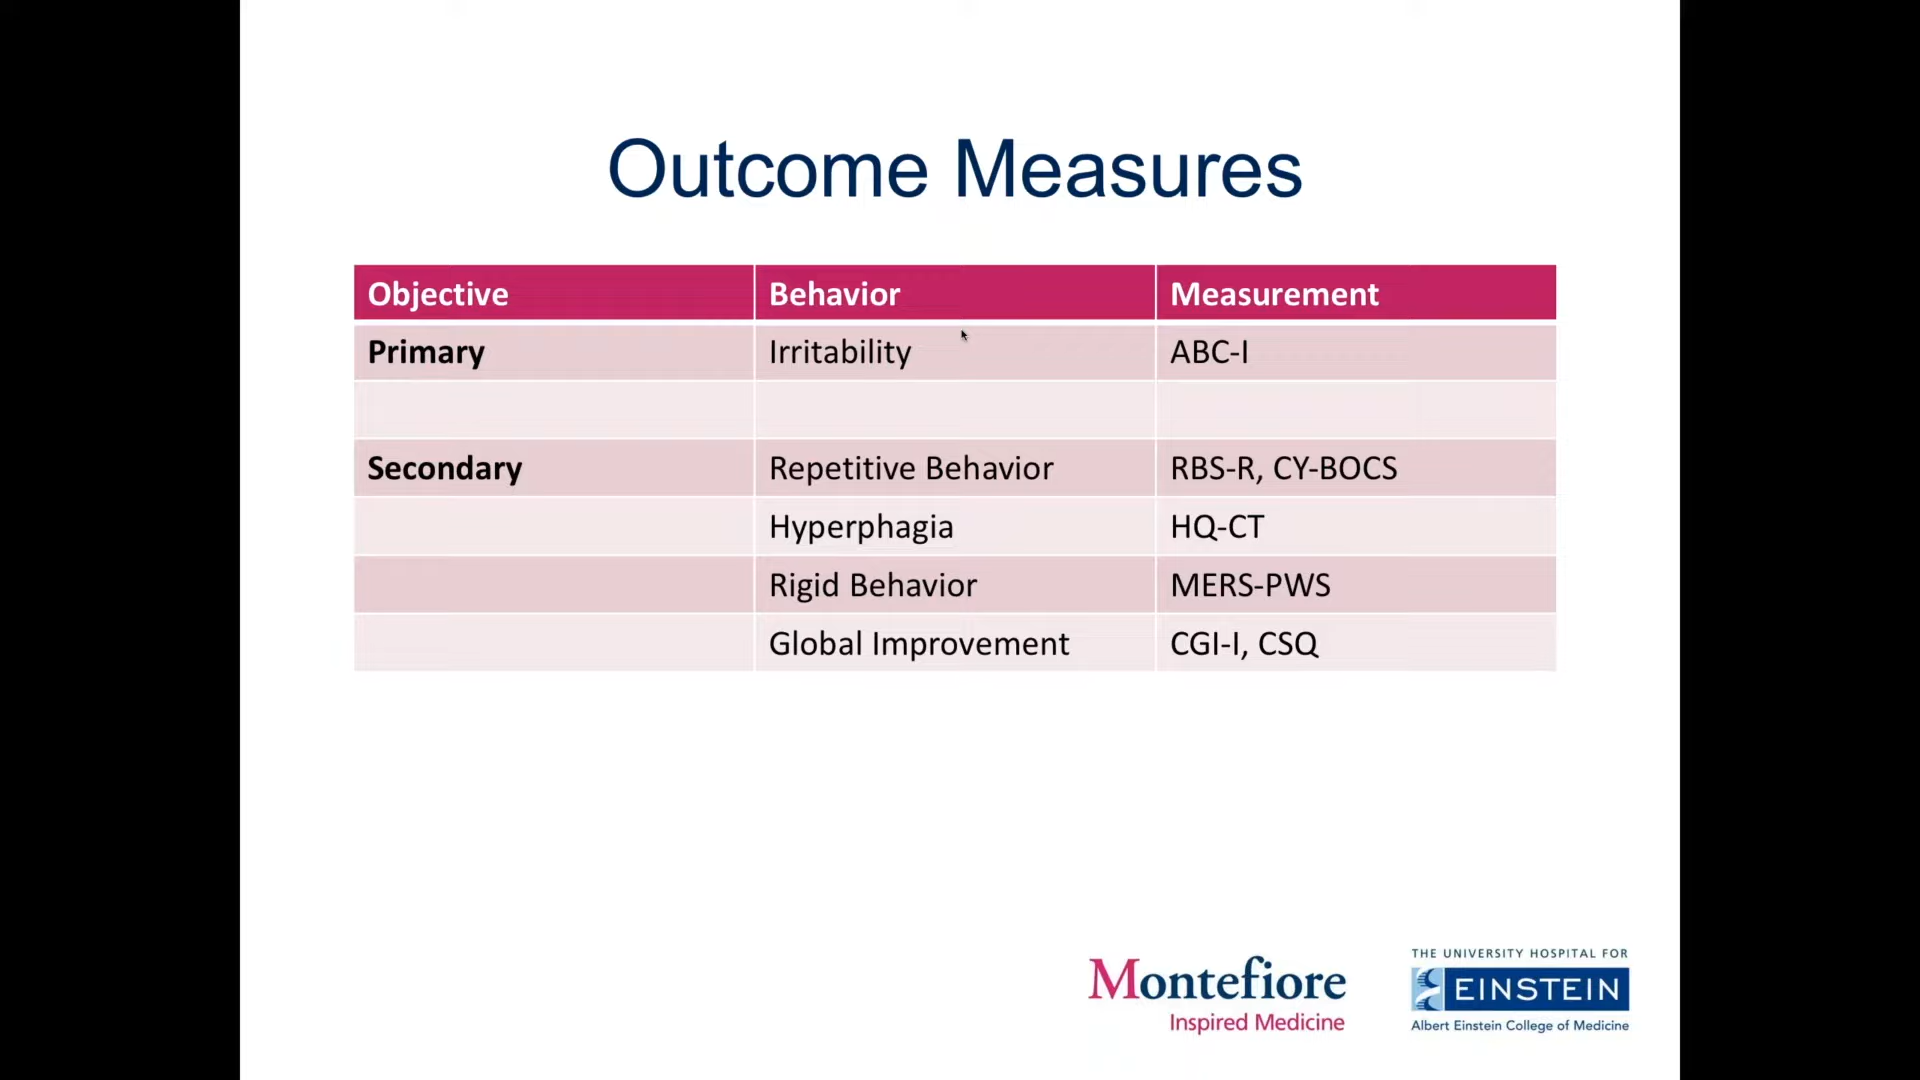 Outcome Measures
Objective Behavior Measurement
Primary Irritability ABC-I
Secondary Repetitive Behavior RBS-R, CY-BOCS
Hyperphagia HQ-CT
Rigid Behavior MERS-PWS
Global Improvement CGI-I, CSQ
Montefiore
Inspired Medicine
THE UNIVERSITY HOSPITAL FOR
EINSTEIN
Albert Einstein College of Medicine